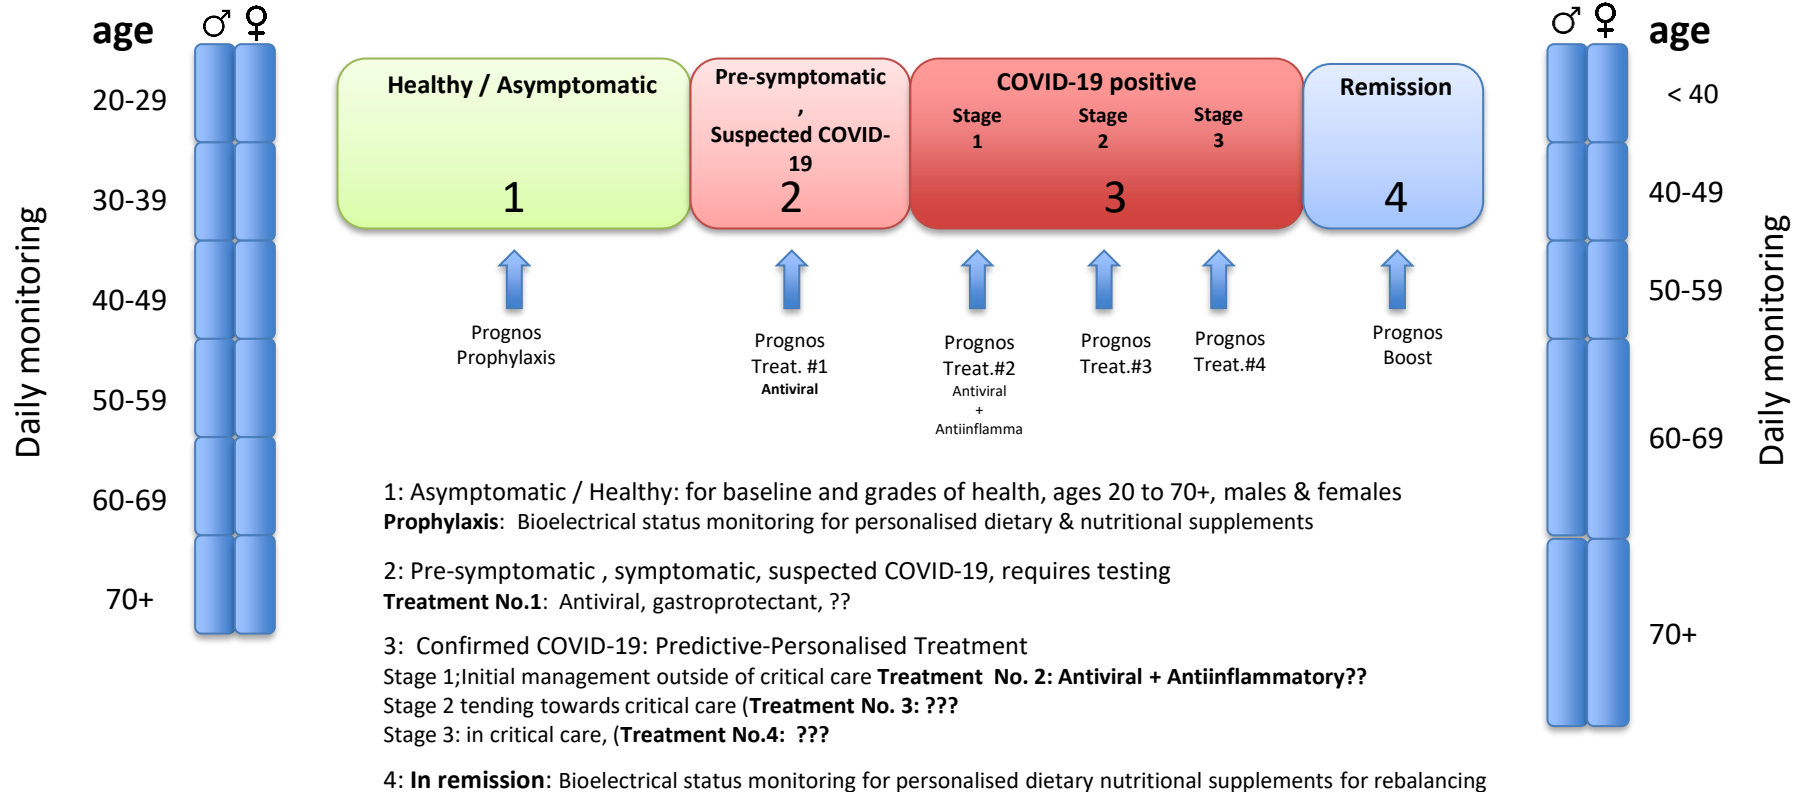 age
♂ ♀
20-29
30-39
40-49
50-59
60-69
70+
Daily monitoring
Healthy / Asymptomatic
1
Pre-symptomatic
,
Suspected COVID-
19
2
COVID-19 positive
Stage
1
Stage
2
Stage
3
3
Remission
4
Prognos
Prophylaxis
Prognos
Treat. #1
Antiviral
Prognos
Treat.#2
Antiviral
+
Antiinflamma
Prognos
Treat.#3
Prognos
Treat.#4
Prognos
Boost
1: Asymptomatic / Healthy: for baseline and grades of health, ages 20 to 70+, males & females
Prophylaxis:  Bioelectrical status monitoring for personalised dietary & nutritional supplements
2: Pre-symptomatic , symptomatic, suspected COVID-19, requires testing
Treatment No.1:  Antiviral, gastroprotectant, ??
3:  Confirmed COVID-19: Predictive-Personalised Treatment
Stage 1;Initial management outside of critical care Treatment  No. 2: Antiviral + Antiinflammatory??
Stage 2 tending towards critical care (Treatment No. 3: ???
Stage 3: in critical care, (Treatment No.4:  ???
4: In remission: Bioelectrical status monitoring for personalised dietary nutritional supplements for rebalancing
♂ ♀
age
< 40
40-49
50-59
60-69
70+
Daily monitoring